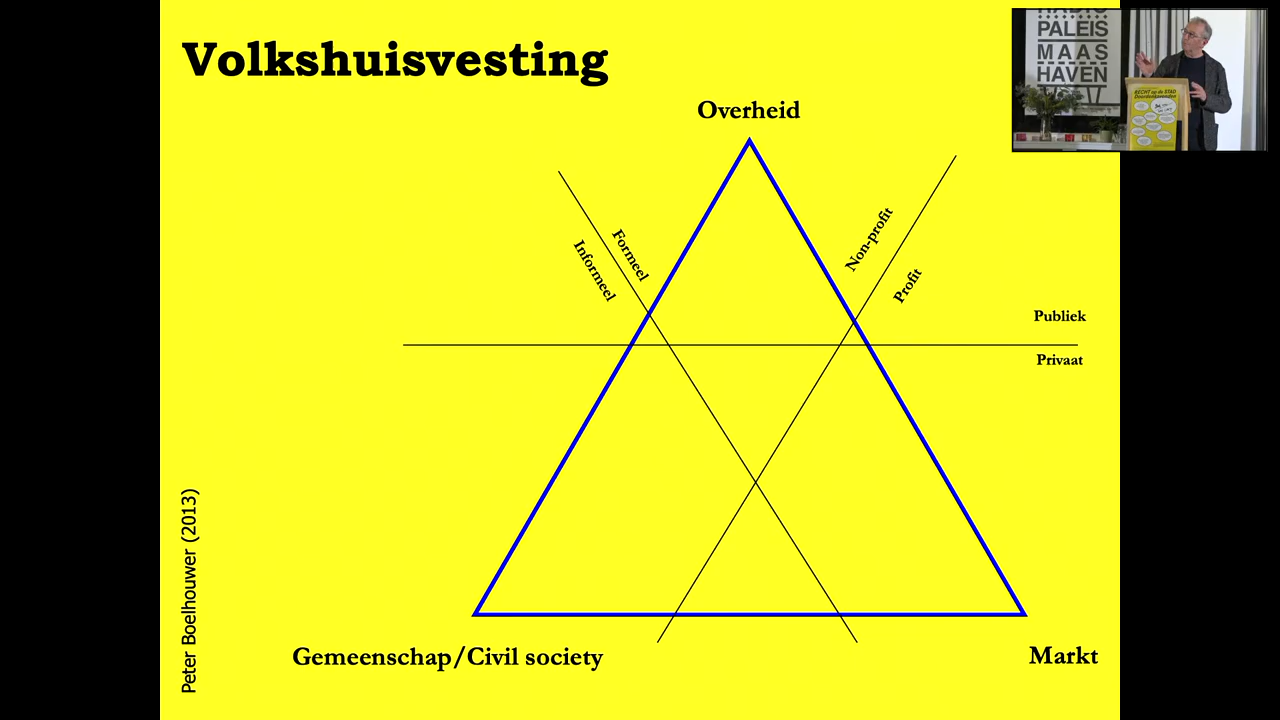 Volkshuisvesting
Overheid
Formeel
Informeel
Non-profit
Profit
Publiek
Privaat
Gemeenschap/Civil society
Markt
Peter Boelhouwer (2013)
PALEIS
MAAS
HAVEN
RECHT op de STAD